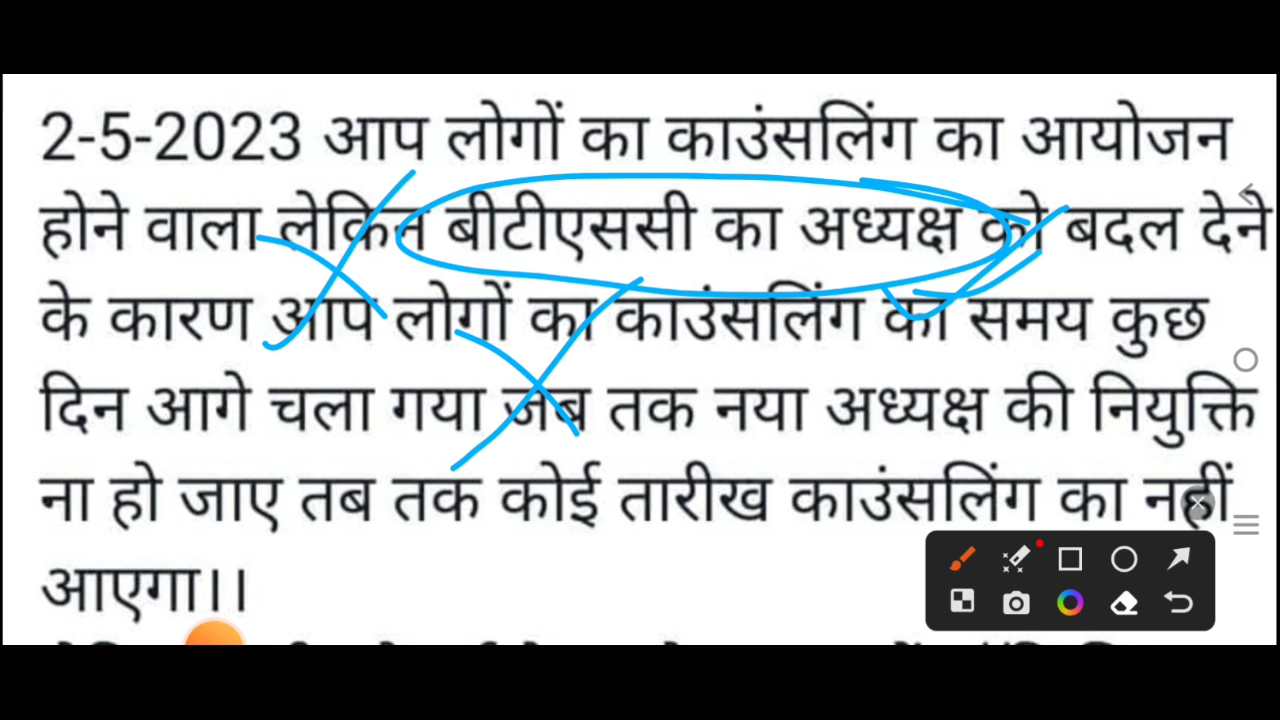 2-5-2023 आप लोगों का काउंसलिंग का आयोजन
होने वाला लेकिन बीटीएससी का अध्यक्ष को बदल देने
के कारण आप लोगों का काउंसलिंग का समय कुछ
दिन आगे चला गया जब तक नया अध्यक्ष की नियुक्ति
ना हो जाए तब तक कोई तारीख काउंसलिंग का नहीं
आएगा।।